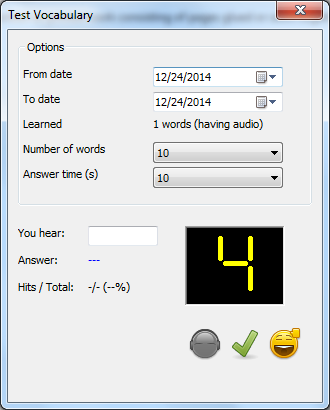 Test Vocabulary
Options
From date 12/24/2014
To date 12/24/2014
Learned 1 words (having audio)
Number of words 10
Answer time (s) 10
You hear:
Answer: ---
Hits / Total: -/- (--%)
4